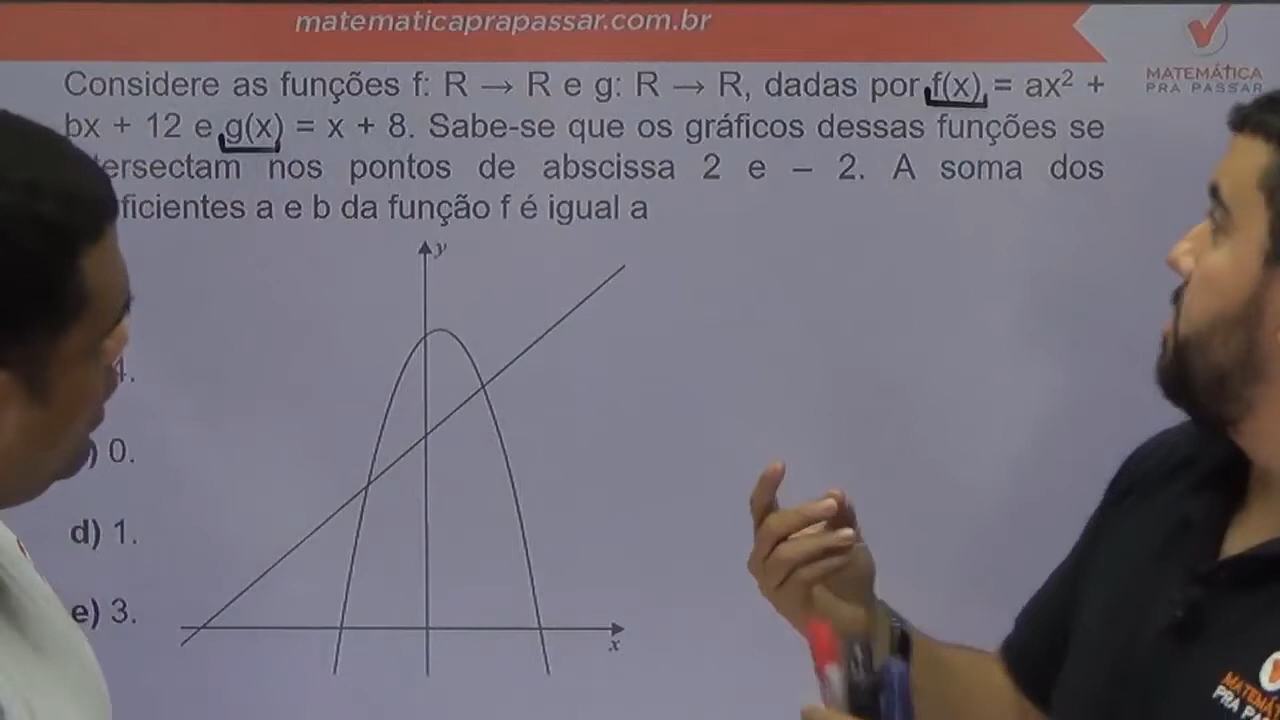 matematicaprapassar.com.br
MATEMÁTICA
PRA PASSAR
Considere as funções f: R → R e g: R → R, dadas por f(x) = ax² +
bx + 12 e g(x) = x + 8. Sabe-se que os gráficos dessas funções se
nos pontos de abscissa 2 e – 2. A soma dos
a e b da função f é igual a
y
) 0.
d) 1.
e) 3.
x
PRA